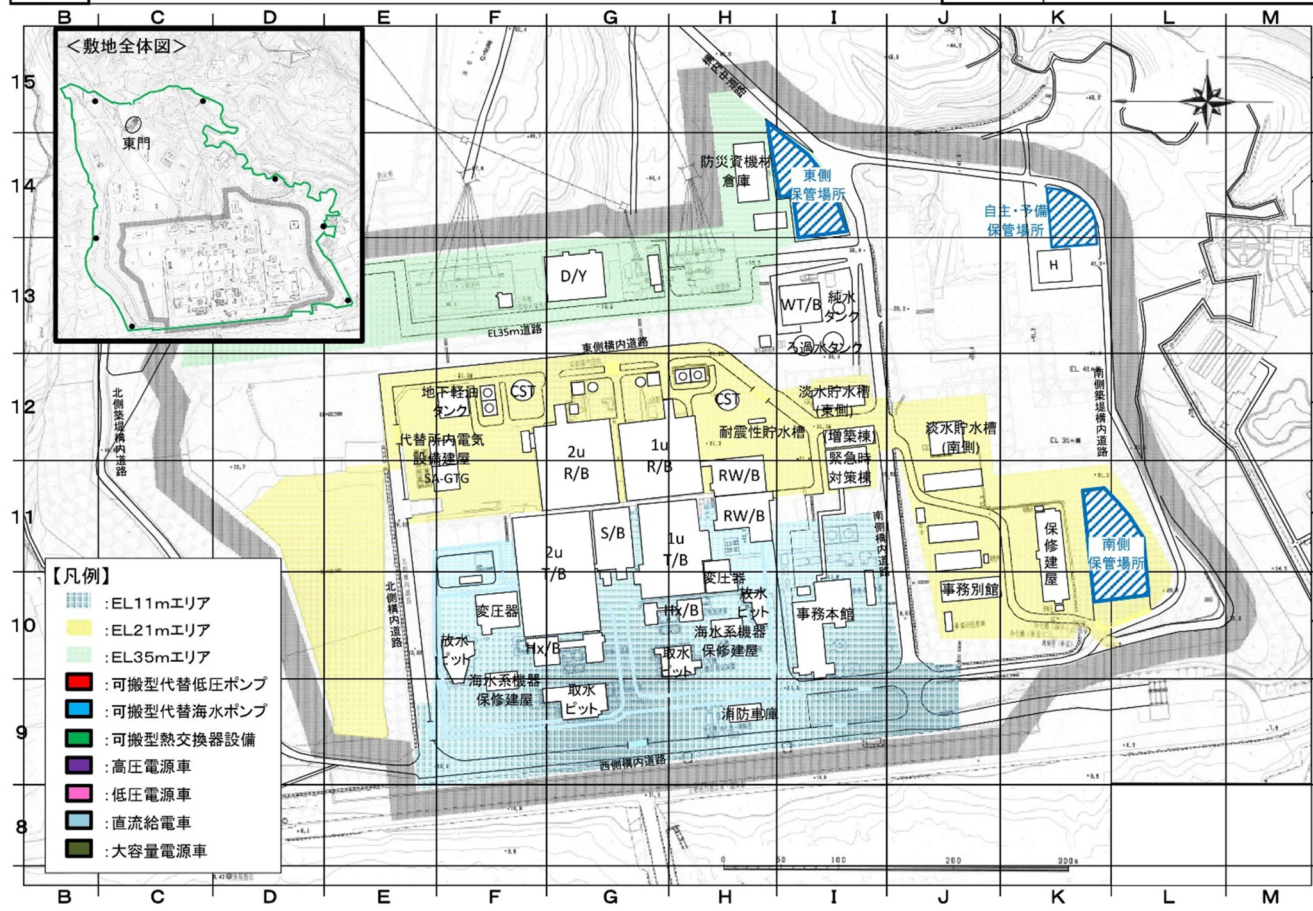 B C D E F G H I J K L M
<敷地全体図>
東門
15
防災資機材
倉庫
14
東側
保管場所
自主・予備
保管場所
H
D/Y
13
WT/B
純水
タンク
EL35m道路
ろ過水タンク
東側構内道路
北側築堤構内道路
地下軽油
タンク
CST
CST
12
淡水貯水槽
(東側)
淡水貯水槽
(南側)
南側築堤構内道路
耐震性貯水槽
代替所内電気
設備建屋
SA-GTG
2u
R/B
1u
R/B
(増築棟)
緊急時
対策棟
RW/B
RW/B
11
S/B
2u
T/B
1u
T/B
南側構内道路
保修建屋
南側
保管場所
北側構内道路
変圧器
変圧器
放水
ピット
Hx/B
事務本館
事務別館
10
放水
ピット
海水系機器
保修建屋
取水
ピット
Hx/B
海水系機器
保修建屋
取水
ピット
消防車庫
9
西側構内道路
8
【凡例】
:EL11mエリア
:EL21mエリア
:EL35mエリア
:可搬型代替低圧ポンプ
:可搬型代替海水ポンプ
:可搬型熱交換器設備
:高圧電源車
:低圧電源車
:直流給電車
:大容量電源車
0 50 100 200 300m
B C D E F G H I J K L M